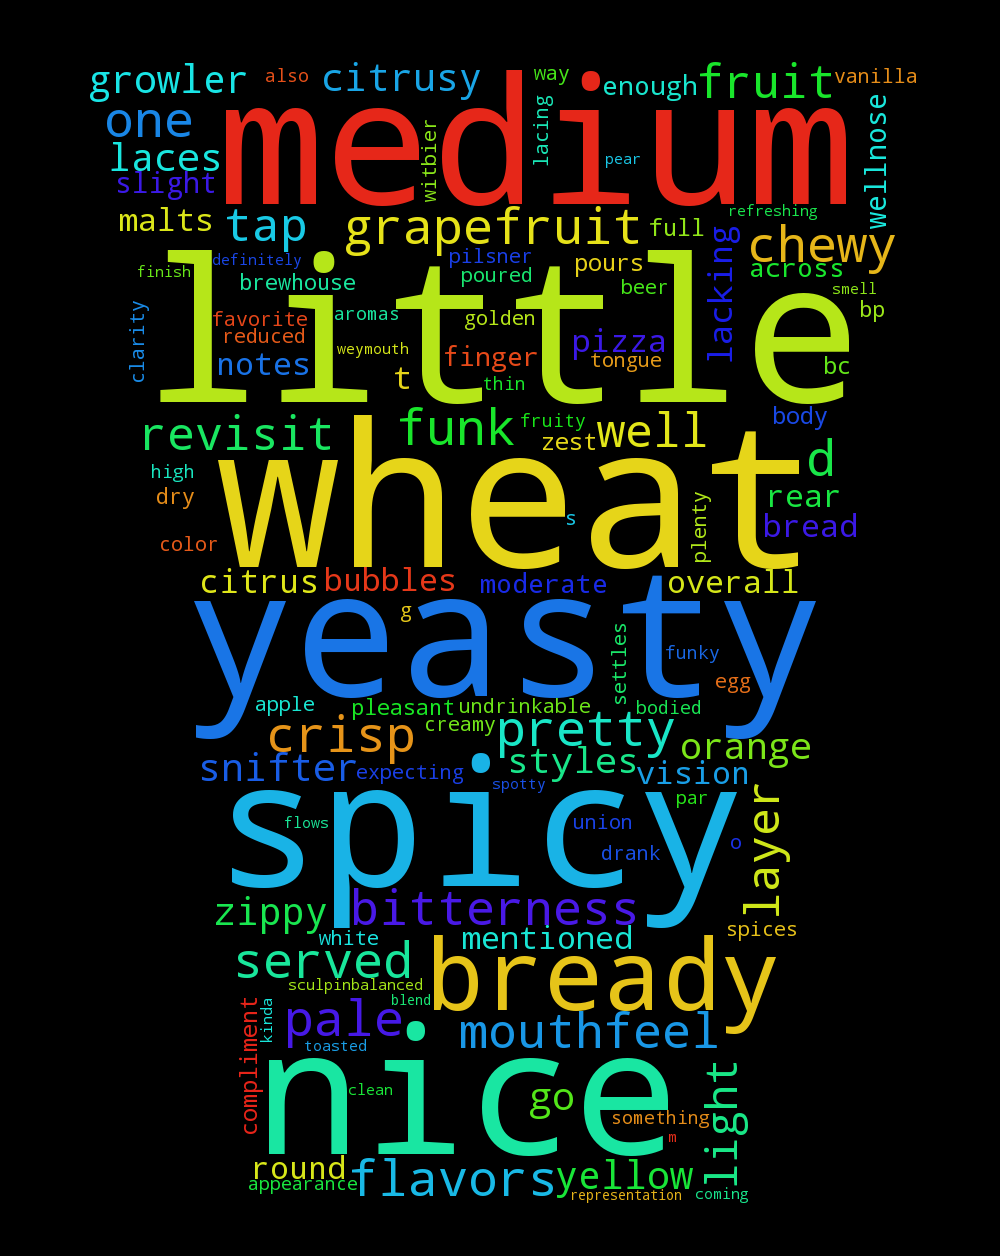 growler also citrusy way enough fruit vanilla
one medium wellnose
laces witbier lacing pear
slight
malts tap grapefruit full refreshing chewy
finish definitely pilsner pours lacking across
brewhouse poured beer smell
little
clarity favorite aromas golden bp
reduced weymouth finger pizza
notes t thin tongue bc
revisit funk fruity well body
zest d
high wheat rear
dry s plenty bread
color
citrus bubbles moderate overall
g
yeasty settles funky
egg
apple pleasant undrinkable bodied
crisp creamy pretty orange
snifter expecting styles vision
spotty par layer
spicy
flows union
drank o
zippy bitterness
white mentioned spices
served bready
sculpinbalanced
compliment kinda pale blend mouthfeel
toasted
nice
clean go light
something
m
round flavors yellow
appearance representation coming